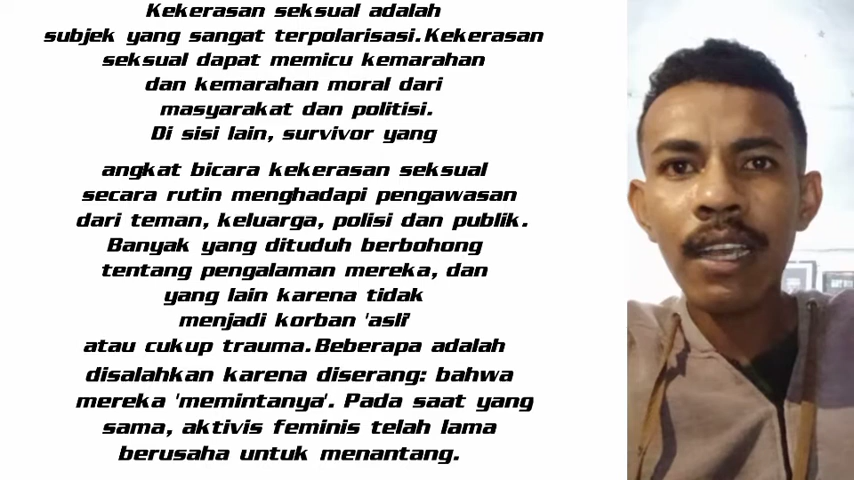 Kekerasan seksual adalah
subjek yang sangat terpolarisasi.Kekerasan
seksual dapat memicu kemarahan
dan kemarahan moral dari
masyarakat dan politisi.
Di sisi lain, survivor yang
angkat bicara kekerasan seksual
secara rutin menghadapi pengawasan
dari teman, keluarga, polisi dan publik.
Banyak yang dituduh berbohong
tentang pengalaman mereka, dan
yang lain karena tidak
menjadi korban 'asli'
atau cukup trauma.Beberapa adalah
disalahkan karena diserang: bahwa
mereka 'memintanya'. Pada saat yang
sama, aktivis feminis telah lama
berusaha untuk menantang.